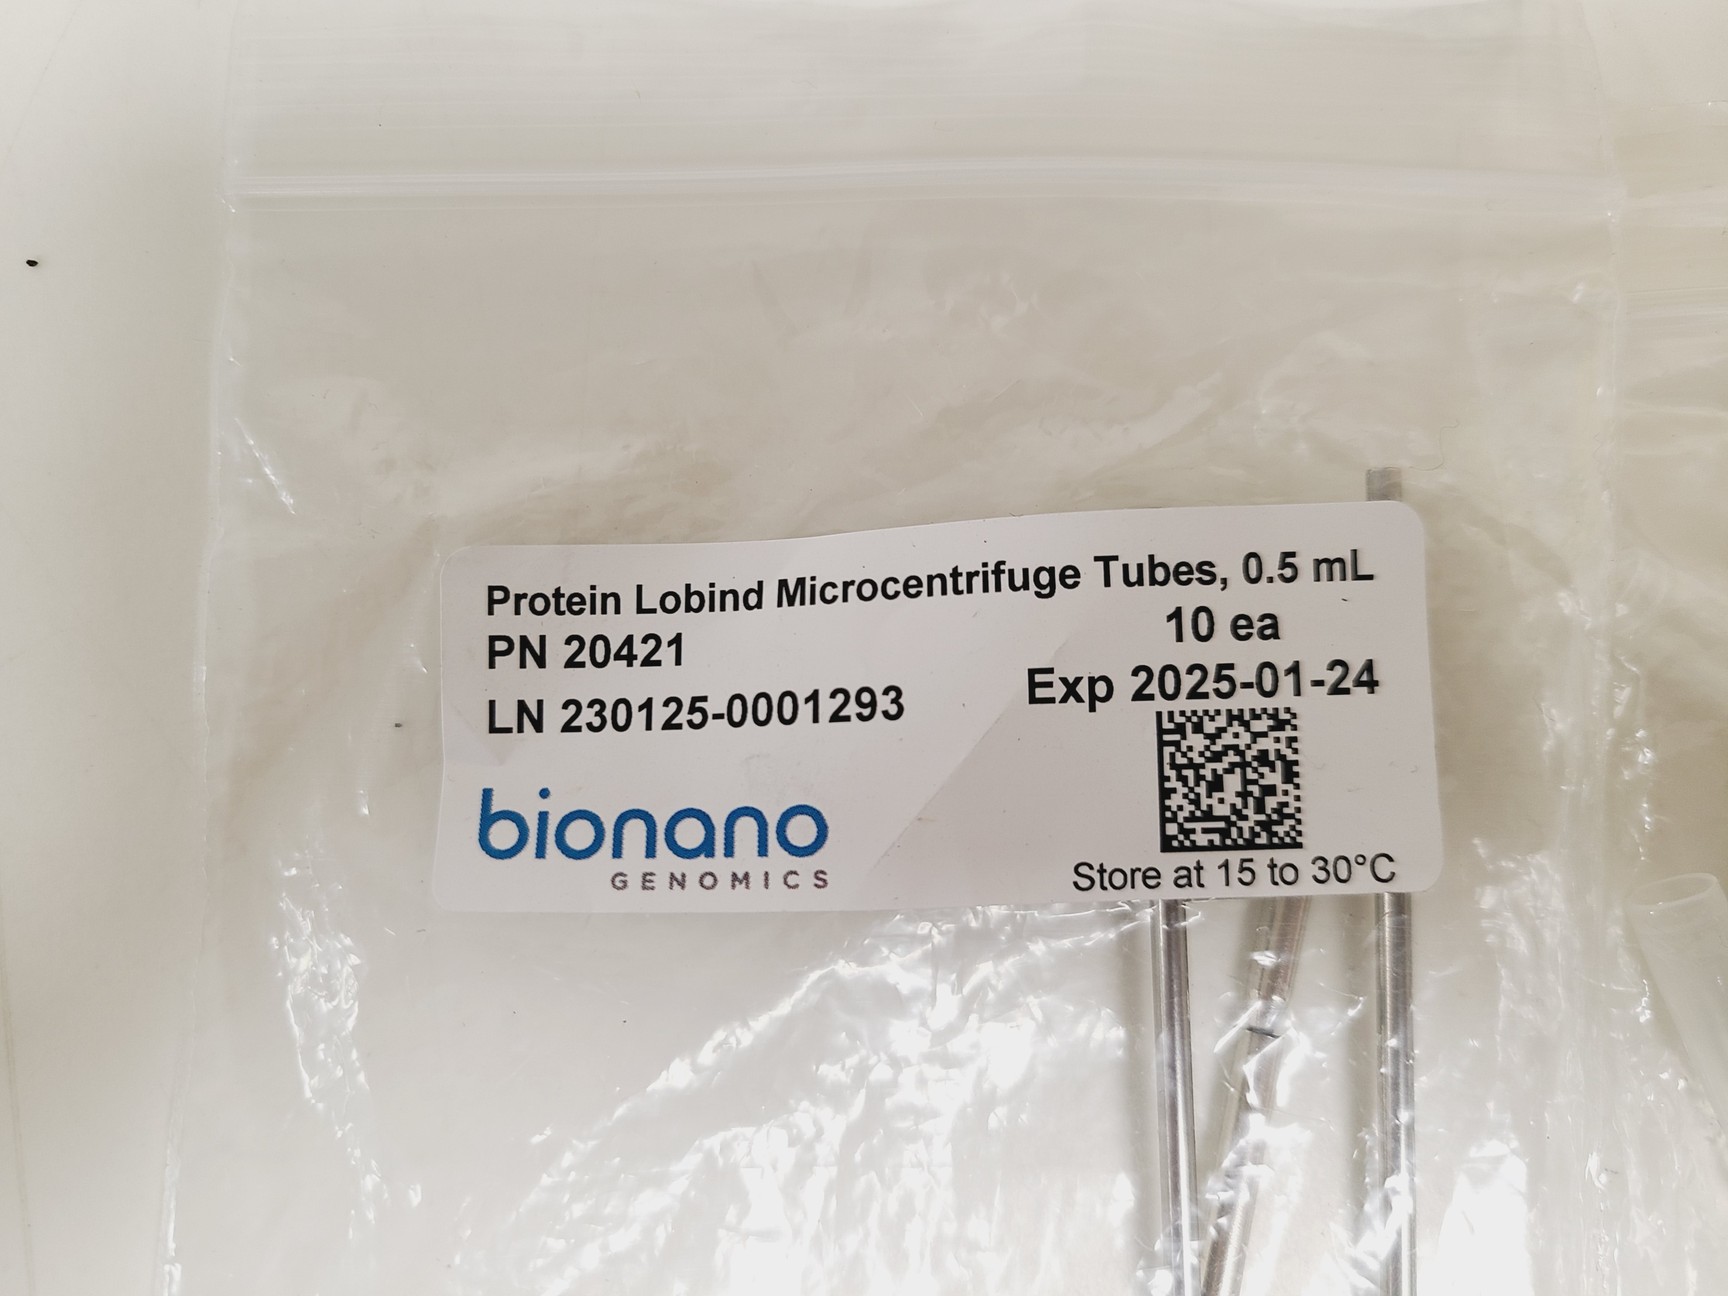 Protein Lobind Microcentrifuge Tubes, 0.5 mL
PN 20421
10 ea
LN 230125-0001293
Exp 2025-01-24
bionano
GENOMICS
Store at 15 to 30°C